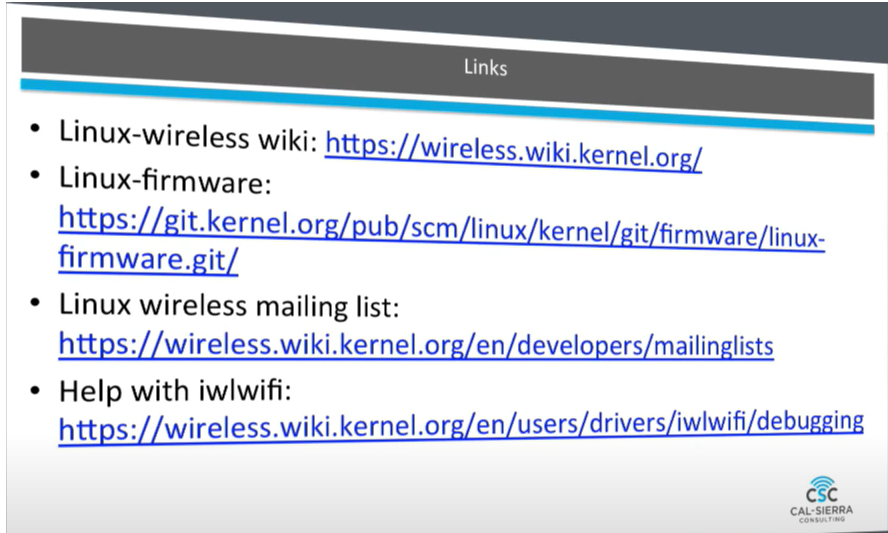 Links
• Linux-wireless wiki: https://wireless.wiki.kernel.org/
• Linux-firmware:
https://git.kernel.org/pub/scm/linux/kernel/git/firmware/linux-
firmware.git/
• Linux wireless mailing list:
https://wireless.wiki.kernel.org/en/developers/mailinglists
• Help with iwlwifi:
https://wireless.wiki.kernel.org/en/users/drivers/iwlwifi/debugging
CSC
CAL-SIERRA
CONSULTING